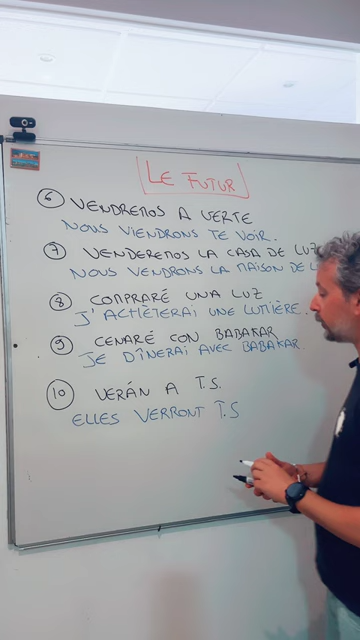 LE FUTUR
6 VENDREMOS A VERTE
NOUS VIENDRONS TE VOIR.
7 VENDEREMOS LA CASA DE LUZ
NOUS VENDRONS LA MAISON DE L
8 COMPRARÉ UNA LUZ
J'ACHÈTERAI UNE LUMIÈRE.
9 CENARÉ CON BABAKAR
JE DÎNERAI AVEC BABAKAR
10 VERÁN A T.S.
ELLES VERRONT T.S